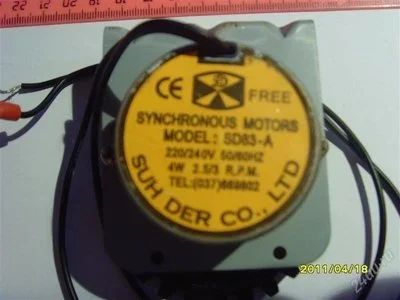 CE FREE
SYNCHRONOUS MOTORS
MODEL: SD83-A
220/240V 50/60HZ
4W 2.5/3 R.P.M.
TEL:(037)669802
SUH DER CO., LTD
2011/04/18